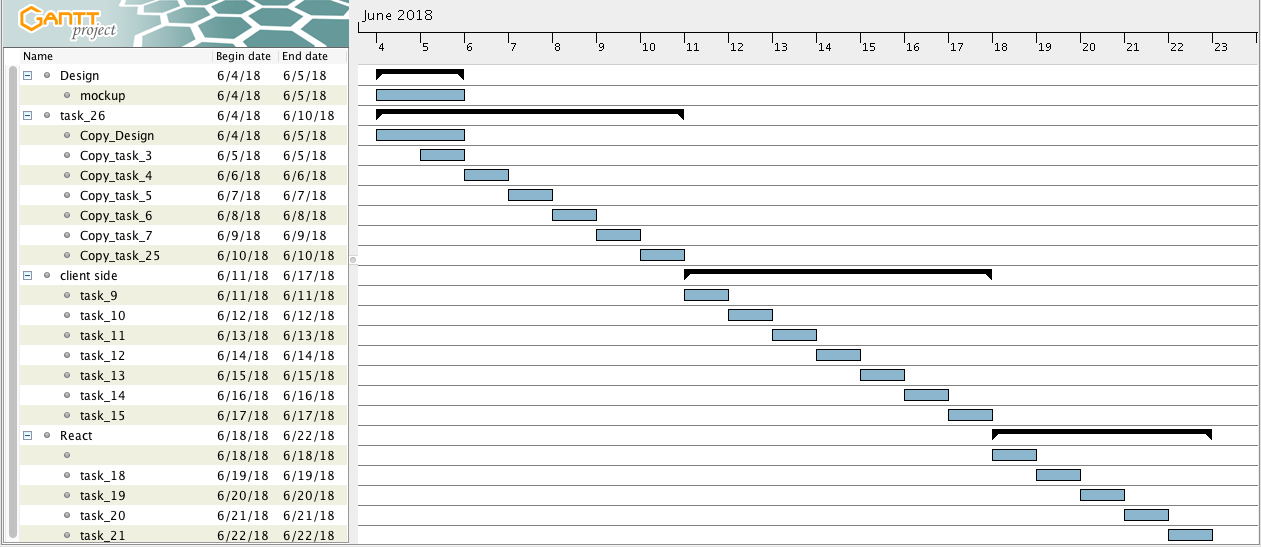 GANTT
project
June 2018
4 5 6 7 8 9 10 11 12 13 14 15 16 17 18 19 20 21 22 23
Name Begin date End date
Design 6/4/18 6/5/18
mockup 6/4/18 6/5/18
task_26 6/4/18 6/10/18
Copy_Design 6/4/18 6/5/18
Copy_task_3 6/5/18 6/5/18
Copy_task_4 6/6/18 6/6/18
Copy_task_5 6/7/18 6/7/18
Copy_task_6 6/8/18 6/8/18
Copy_task_7 6/9/18 6/9/18
Copy_task_25 6/10/18 6/10/18
client side 6/11/18 6/17/18
task_9 6/11/18 6/11/18
task_10 6/12/18 6/12/18
task_11 6/13/18 6/13/18
task_12 6/14/18 6/14/18
task_13 6/15/18 6/15/18
task_14 6/16/18 6/16/18
task_15 6/17/18 6/17/18
React 6/18/18 6/22/18
6/18/18 6/18/18
task_18 6/19/18 6/19/18
task_19 6/20/18 6/20/18
task_20 6/21/18 6/21/18
task_21 6/22/18 6/22/18